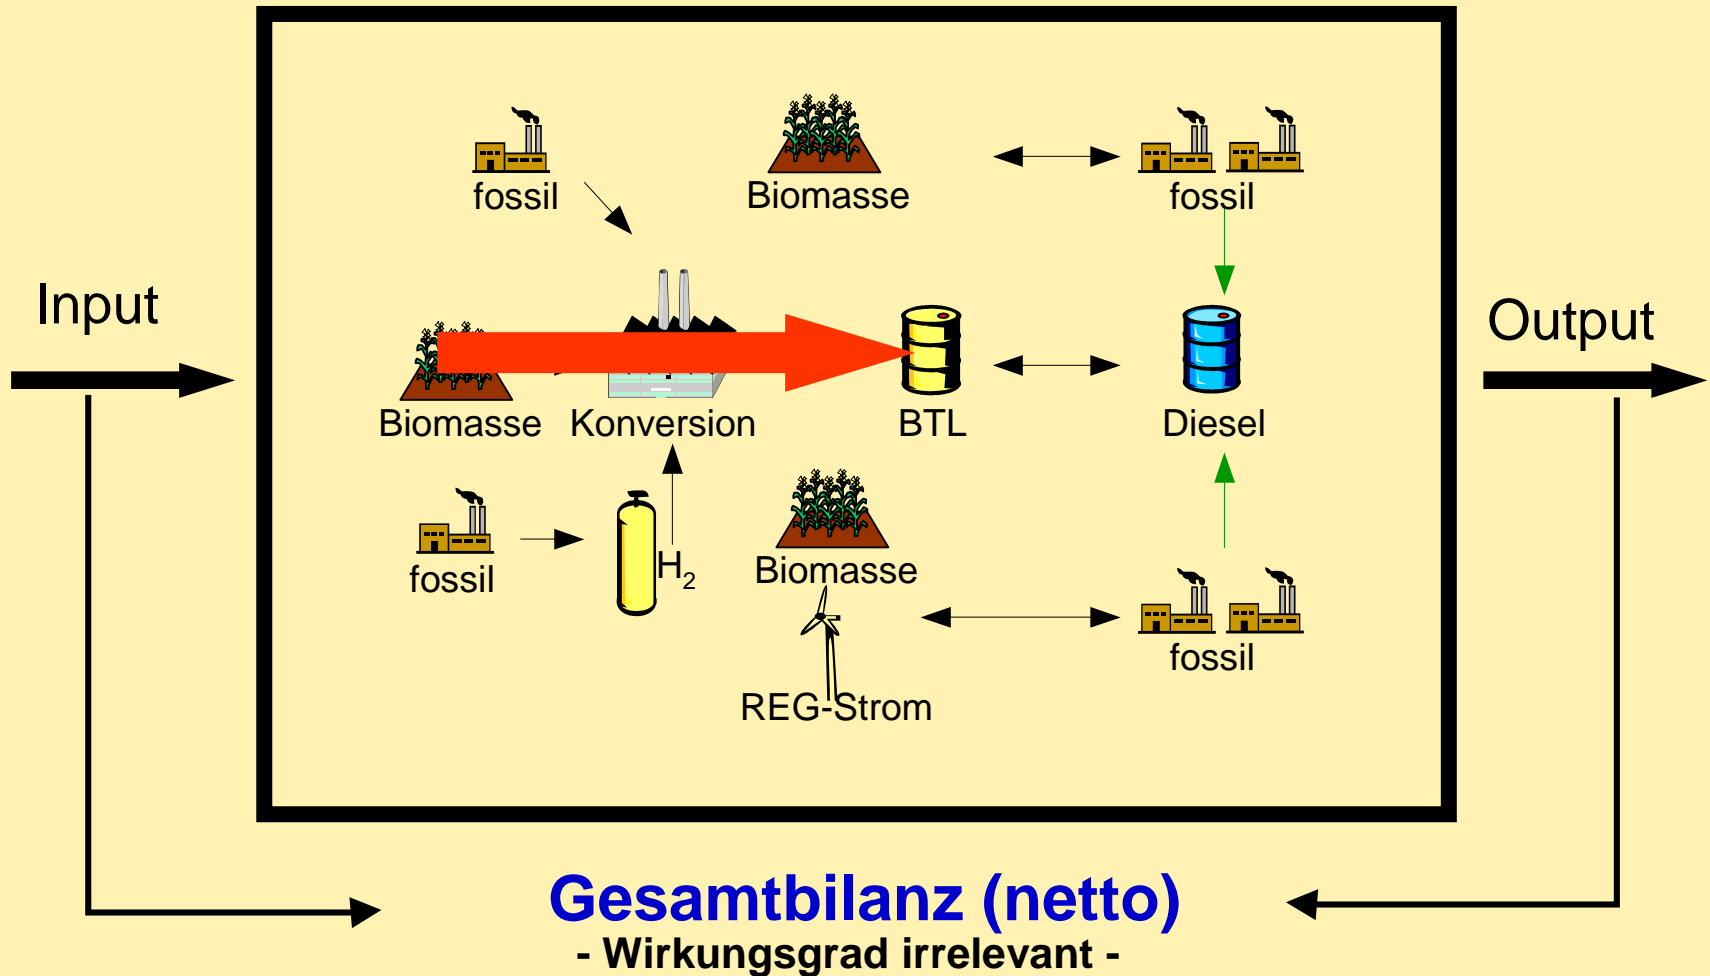 fossil
Biomasse
fossil
Input
Output
Biomasse
Konversion
BTL
Diesel
fossil
H₂
Biomasse
fossil
REG-Strom
Gesamtbilanz (netto)
- Wirkungsgrad irrelevant -